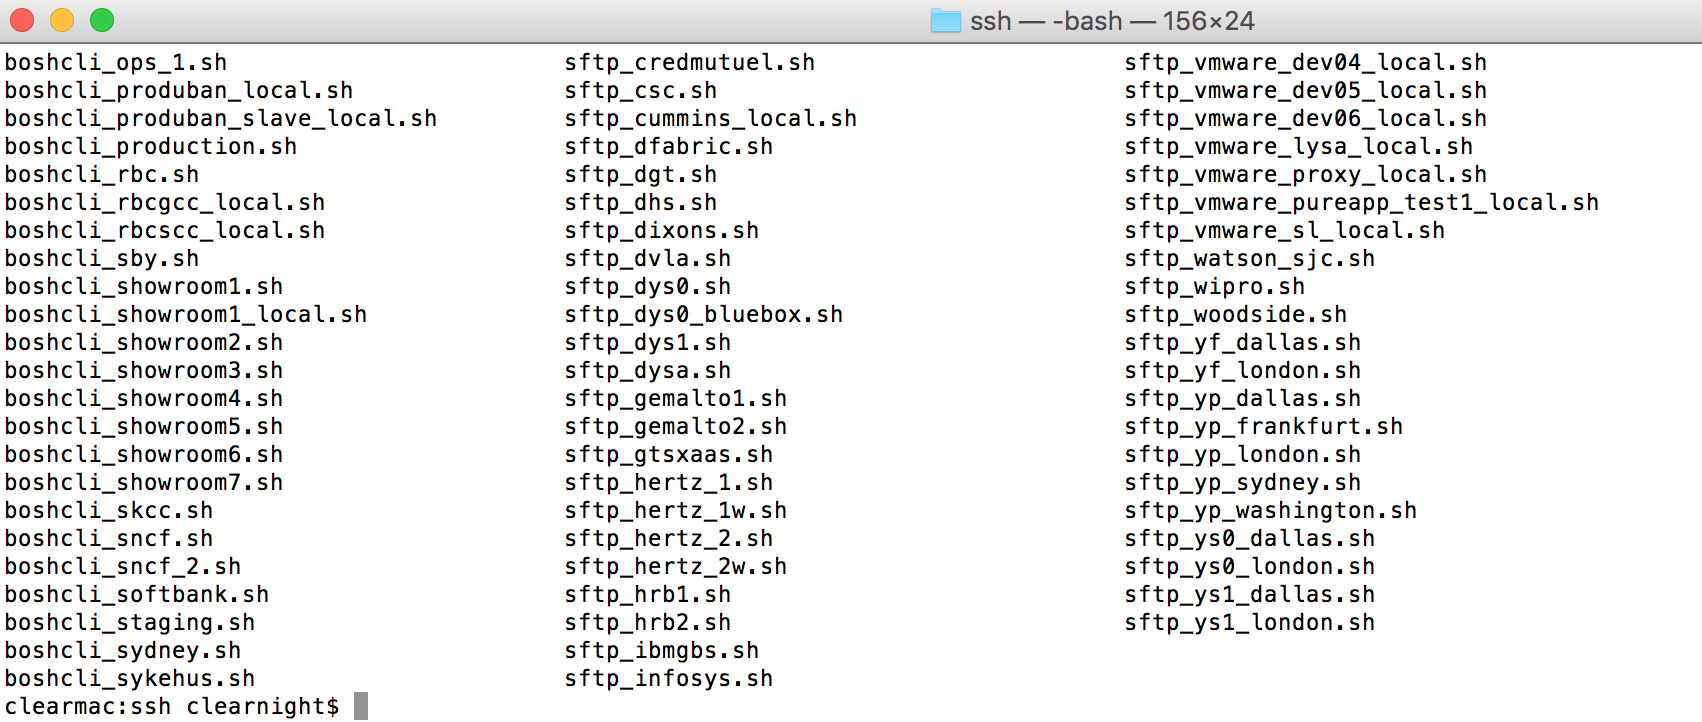 ssh — -bash — 156×24
boshcli_ops_1.sh sftp_credmutuel.sh sftp_vmware_dev04_local.sh
boshcli_produban_local.sh sftp_csc.sh sftp_vmware_dev05_local.sh
boshcli_produban_slave_local.sh sftp_cummins_local.sh sftp_vmware_dev06_local.sh
boshcli_production.sh sftp_dfabric.sh sftp_vmware_lysa_local.sh
boshcli_rbc.sh sftp_dgt.sh sftp_vmware_proxy_local.sh
boshcli_rbcgcc_local.sh sftp_dhs.sh sftp_vmware_pureapp_test1_local.sh
boshcli_rbcscc_local.sh sftp_dixons.sh sftp_vmware_sl_local.sh
boshcli_sby.sh sftp_dvla.sh sftp_watson_sjc.sh
boshcli_showroom1.sh sftp_dys0.sh sftp_wipro.sh
boshcli_showroom1_local.sh sftp_dys0_bluebox.sh sftp_woodside.sh
boshcli_showroom2.sh sftp_dys1.sh sftp_yf_dallas.sh
boshcli_showroom3.sh sftp_dysa.sh sftp_yf_london.sh
boshcli_showroom4.sh sftp_gemalto1.sh sftp_yp_dallas.sh
boshcli_showroom5.sh sftp_gemalto2.sh sftp_yp_frankfurt.sh
boshcli_showroom6.sh sftp_gtsxaas.sh sftp_yp_london.sh
boshcli_showroom7.sh sftp_hertz_1.sh sftp_yp_sydney.sh
boshcli_skcc.sh sftp_hertz_1w.sh sftp_yp_washington.sh
boshcli_sncf.sh sftp_hertz_2.sh sftp_ys0_dallas.sh
boshcli_sncf_2.sh sftp_hertz_2w.sh sftp_ys0_london.sh
boshcli_softbank.sh sftp_hrb1.sh sftp_ys1_dallas.sh
boshcli_staging.sh sftp_hrb2.sh sftp_ys1_london.sh
boshcli_sydney.sh sftp_ibmgbs.sh
boshcli_sykehus.sh sftp_infosys.sh
clearmac:ssh clearnight$